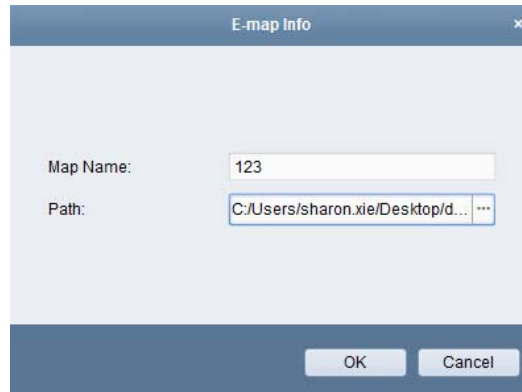 E-map Info ×
Map Name: 123
Path: C:/Users/sharon.xie/Desktop/d... ...
OK Cancel